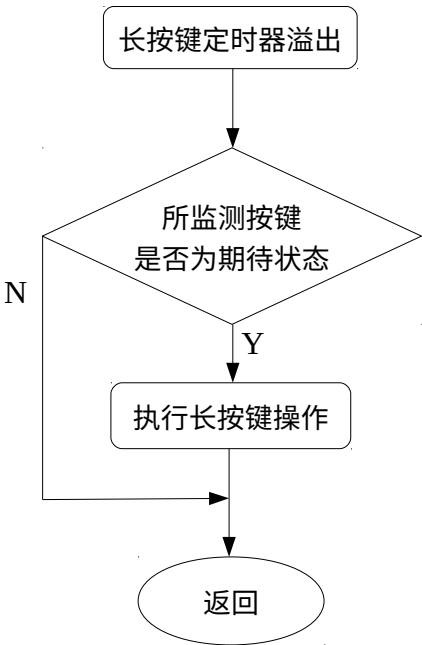 长按键定时器溢出
所监测按键
是否为期待状态
N
Y
执行长按键操作
返回